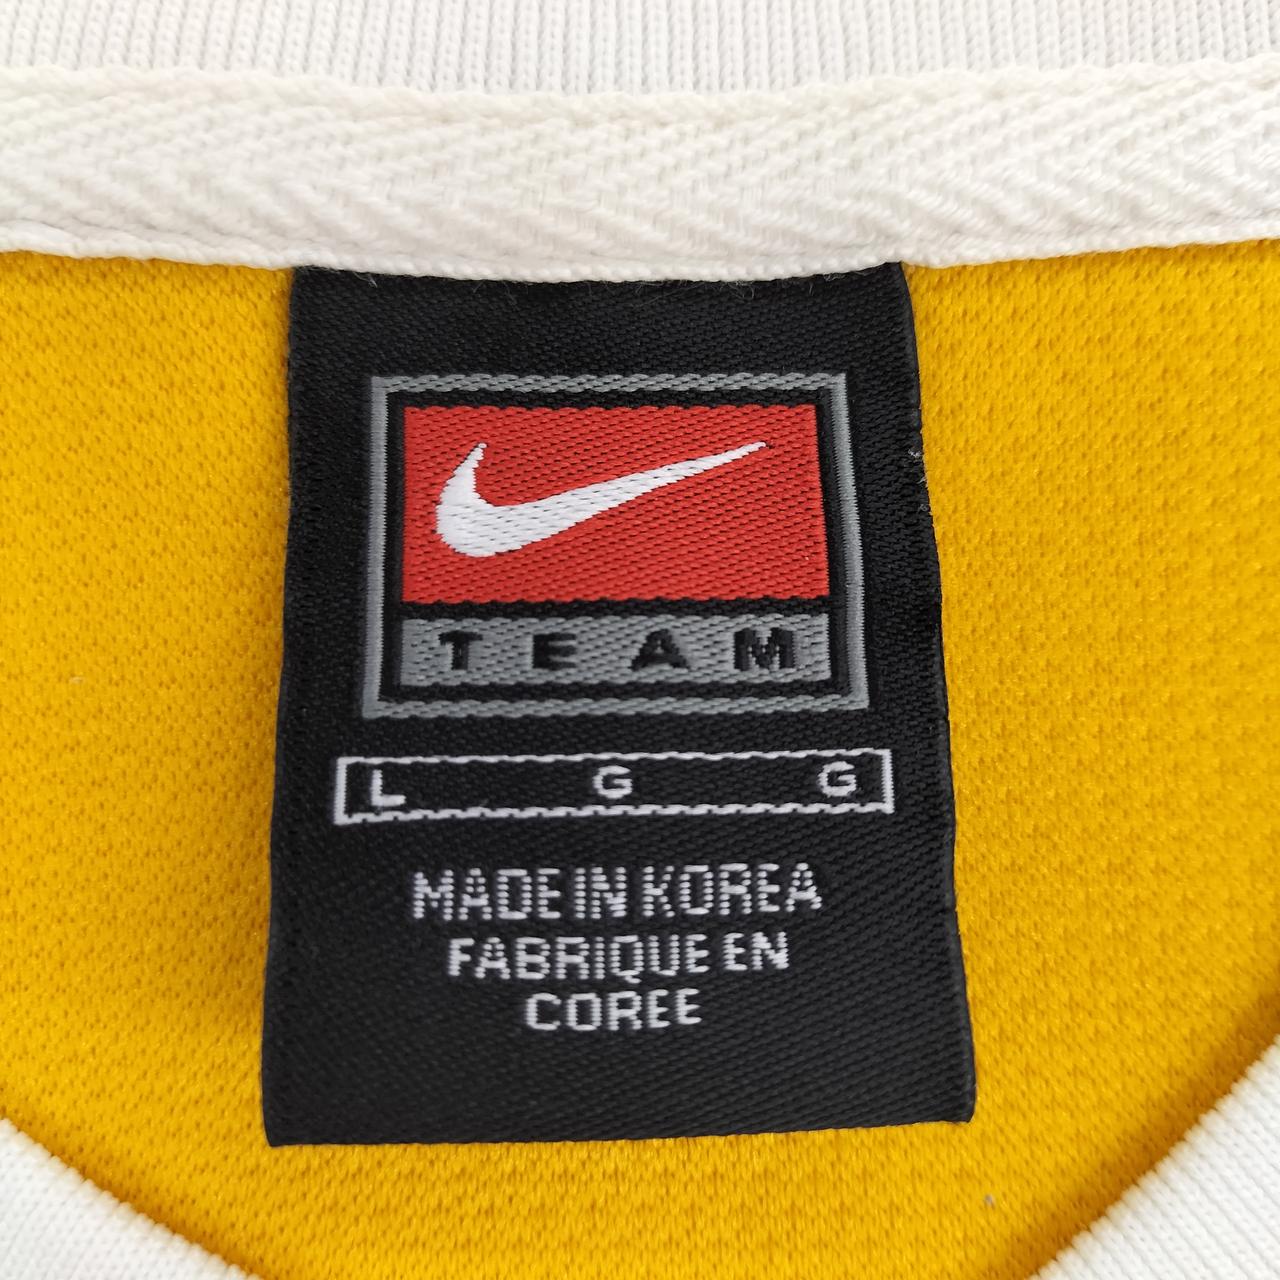 TEAM
L G G
MADE IN KOREA
FABRIQUE EN
COREE